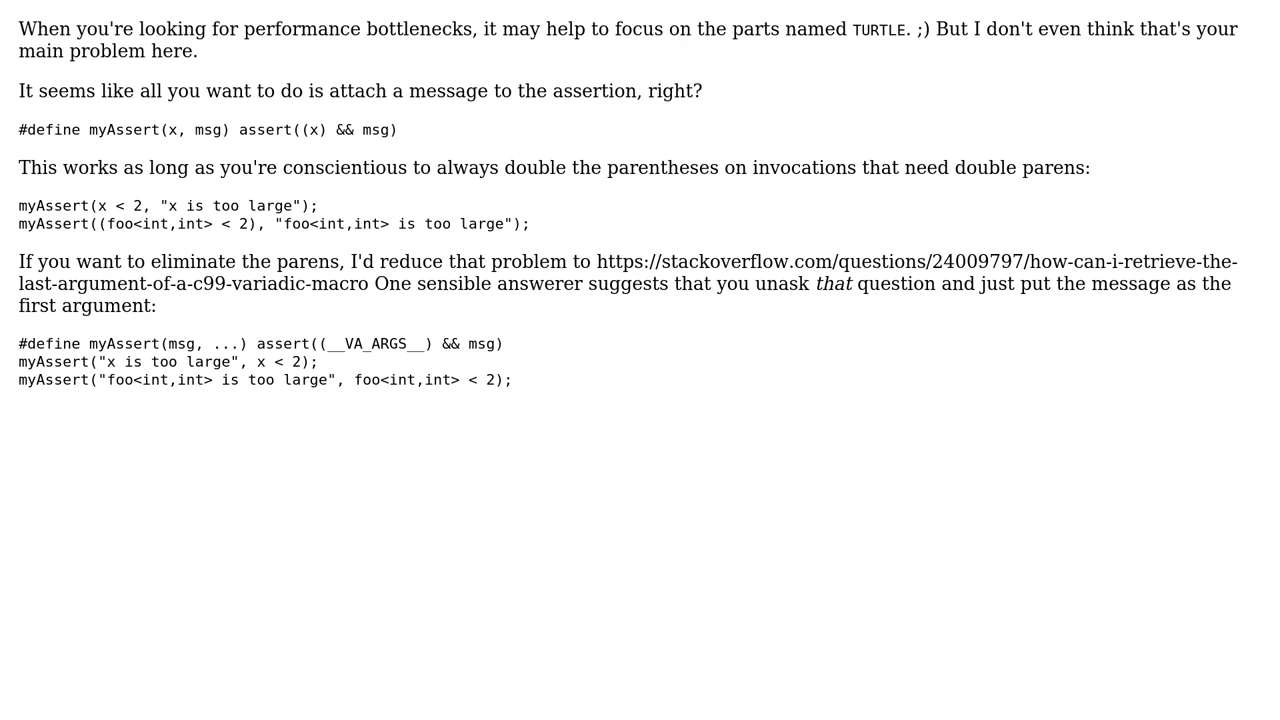 When you're looking for performance bottlenecks, it may help to focus on the parts named TURTLE. ;) But I don't even think that's your
main problem here.
It seems like all you want to do is attach a message to the assertion, right?
#define myAssert(x, msg) assert((x) && msg)
This works as long as you're conscientious to always double the parentheses on invocations that need double parens:
myAssert(x < 2, "x is too large");
myAssert((foo<int,int> < 2), "foo<int,int> is too large");
If you want to eliminate the parens, I'd reduce that problem to https://stackoverflow.com/questions/24009797/how-can-i-retrieve-the-
last-argument-of-a-c99-variadic-macro One sensible answerer suggests that you unask that question and just put the message as the
first argument:
#define myAssert(msg, ...) assert((__VA_ARGS__) && msg)
myAssert("x is too large", x < 2);
myAssert("foo<int,int> is too large", foo<int,int> < 2);